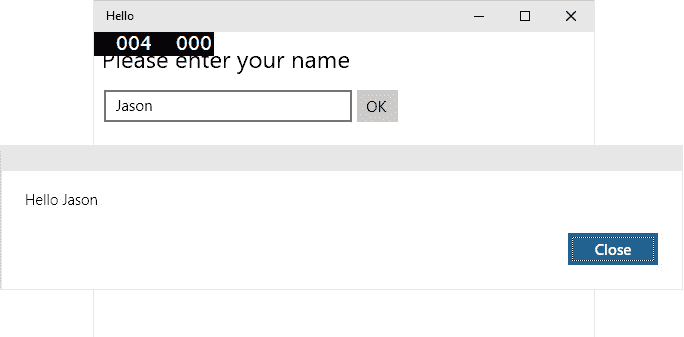 Hello
004 000
Please enter your name
Jason
OK
Hello Jason
Close